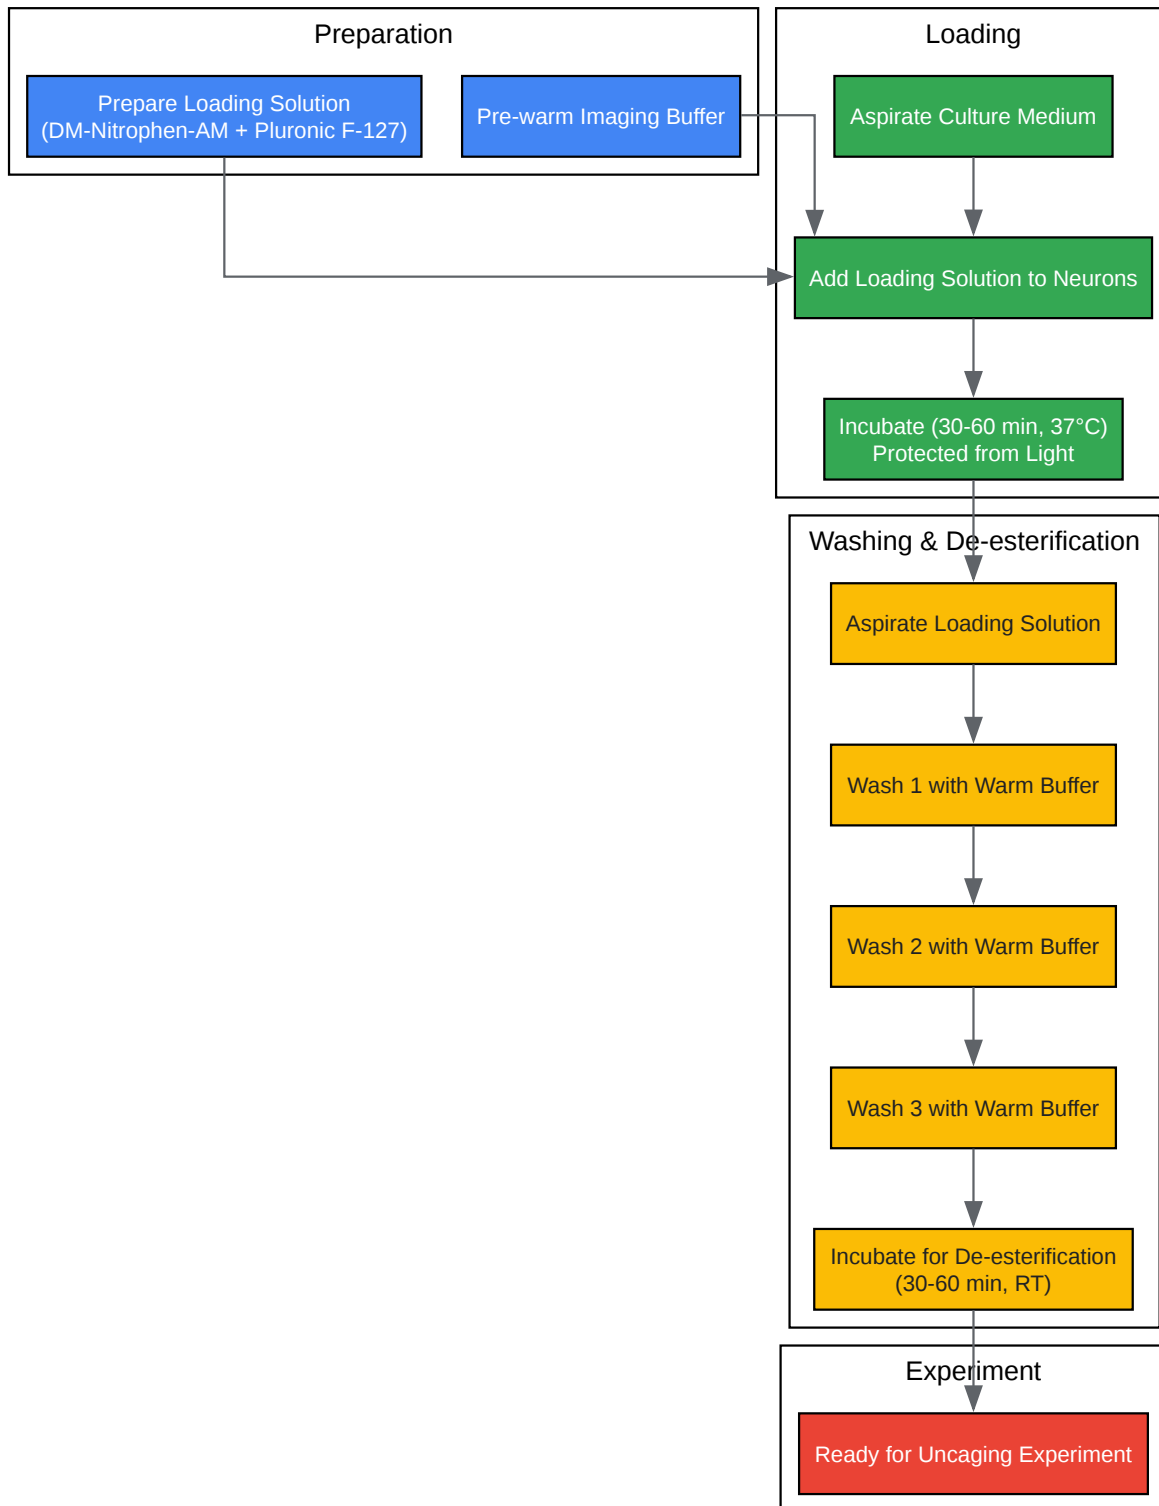 Preparation
Prepare Loading Solution
(DM-Nitrophen-AM + Pluronic F-127)
Pre-warm Imaging Buffer
Loading
Aspirate Culture Medium
Add Loading Solution to Neurons
Incubate (30-60 min, 37°C)
Protected from Light
Washing & De-esterification
Aspirate Loading Solution
Wash 1 with Warm Buffer
Wash 2 with Warm Buffer
Wash 3 with Warm Buffer
Incubate for De-esterification
(30-60 min, RT)
Experiment
Ready for Uncaging Experiment